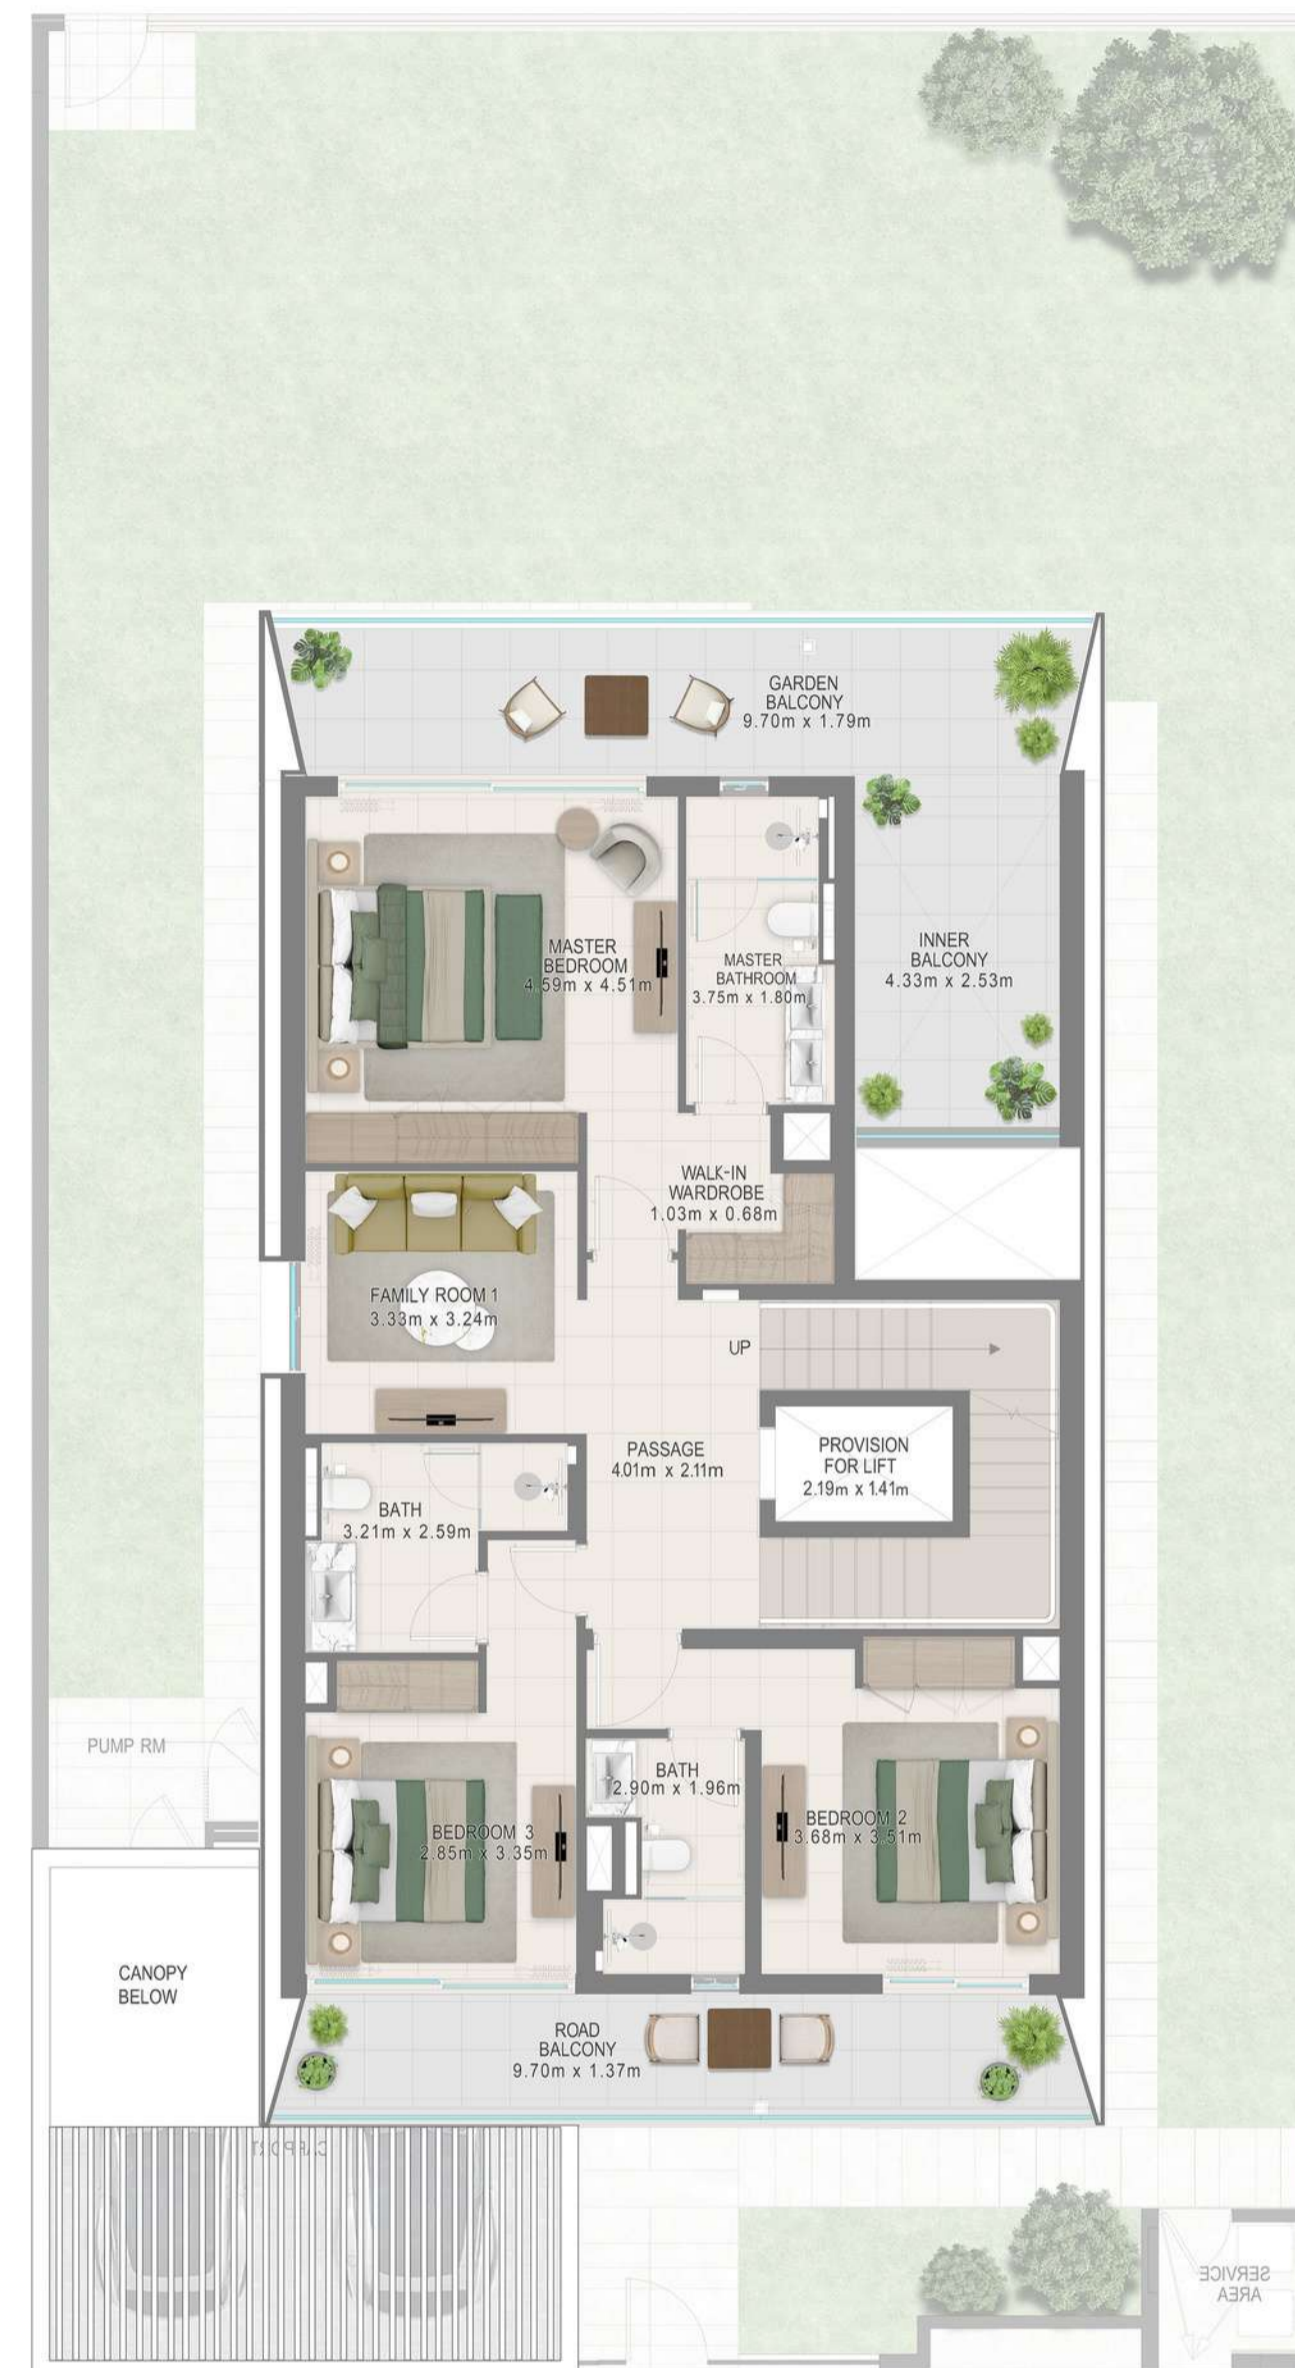 GARDEN
BALCONY
9.70m x 1.79m
MASTER
BEDROOM
4.59m x 4.51m
MASTER
BATHROOM
3.75m x 1.80m
INNER
BALCONY
4.33m x 2.53m
WALK-IN
WARDROBE
1.03m x 0.68m
FAMILY ROOM 1
3.33m x 3.24m
UP
PASSAGE
4.01m x 2.11m
PROVISION
FOR LIFT
2.19m x 1.41m
BATH
3.21m x 2.59m
PUMP RM
BATH
2.90m x 1.96m
BEDROOM 3
2.85m x 3.35m
BEDROOM 2
3.68m x 3.51m
CANOPY
BELOW
ROAD
BALCONY
9.70m x 1.37m
CARPORT
SERVICE
AREA